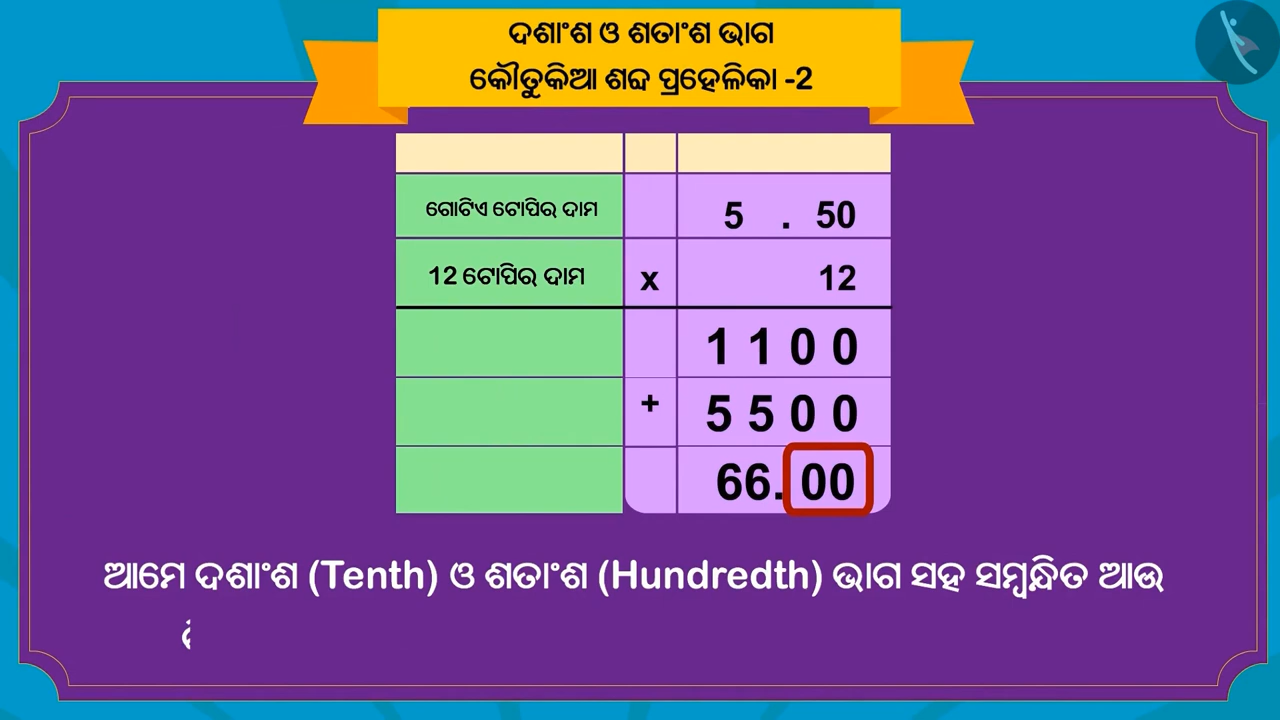 ଦଶାଂଶ ଓ ଶତାଂଶ ଭାଗ
କୌତୁକିଆ ଶବ୍ଦ ପ୍ରହେଳିକା -2
ଗୋଟିଏ ଟୋପିର ଦାମ 5 . 50
12 ଟୋପିର ଦାମ x 12
1 1 0 0
+ 5 5 0 0
66.00
ଆମେ ଦଶାଂଶ (Tenth) ଓ ଶତାଂଶ (Hundredth) ଭାଗ ସହ ସମ୍ବନ୍ଧିତ ଆଉ